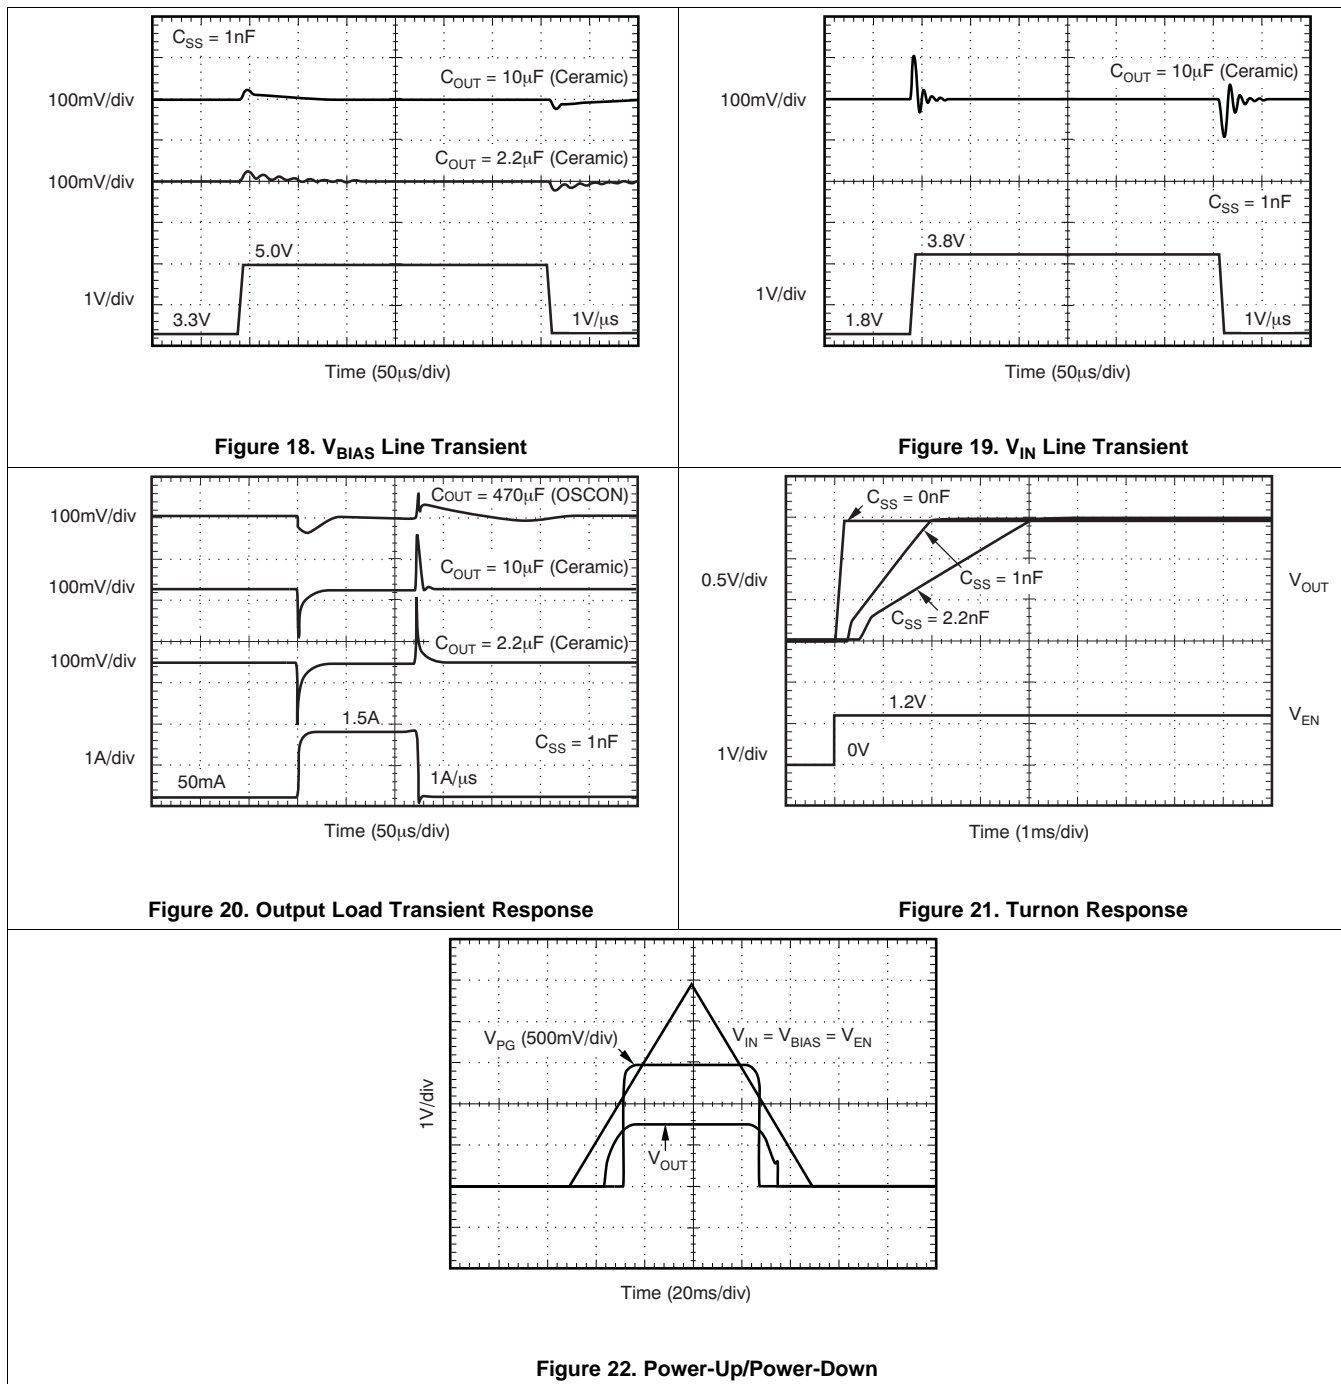 C_SS = 1nF
C_OUT = 10μF (Ceramic)
100mV/div
C_OUT = 2.2μF (Ceramic)
100mV/div
5.0V
1V/div
3.3V
1V/μs
Time (50μs/div)
Figure 18. V_BIAS Line Transient
C_OUT = 10μF (Ceramic)
100mV/div
C_SS = 1nF
3.8V
1V/div
1.8V
1V/μs
Time (50μs/div)
Figure 19. V_IN Line Transient
COUT = 470μF (OSCON)
100mV/div
C_OUT = 10μF (Ceramic)
100mV/div
C_OUT = 2.2μF (Ceramic)
100mV/div
1.5A
C_SS = 1nF
1A/div
50mA
1A/μs
Time (50μs/div)
Figure 20. Output Load Transient Response
C_SS = 0nF
0.5V/div
C_SS = 1nF
V_OUT
C_SS = 2.2nF
1.2V
V_EN
1V/div
0V
Time (1ms/div)
Figure 21. Turnon Response
V_PG (500mV/div)
V_IN = V_BIAS = V_EN
1V/div
V_OUT
Time (20ms/div)
Figure 22. Power-Up/Power-Down